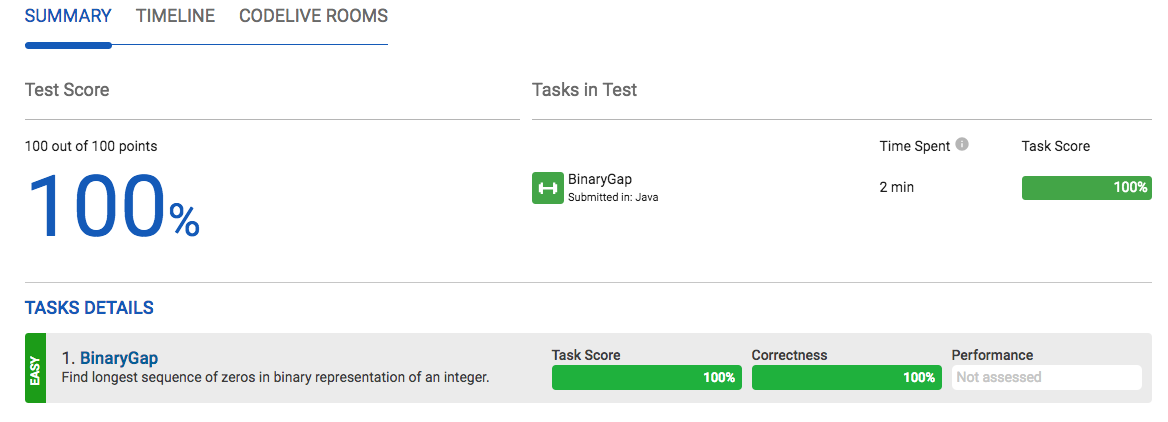 SUMMARY TIMELINE CODELIVE ROOMS
Test Score
100 out of 100 points
100%
Tasks in Test
Time Spent Task Score
BinaryGap
Submitted in: Java
2 min
100%
TASKS DETAILS
EASY
1. BinaryGap
Find longest sequence of zeros in binary representation of an integer.
Task Score
100%
Correctness
100%
Performance
Not assessed